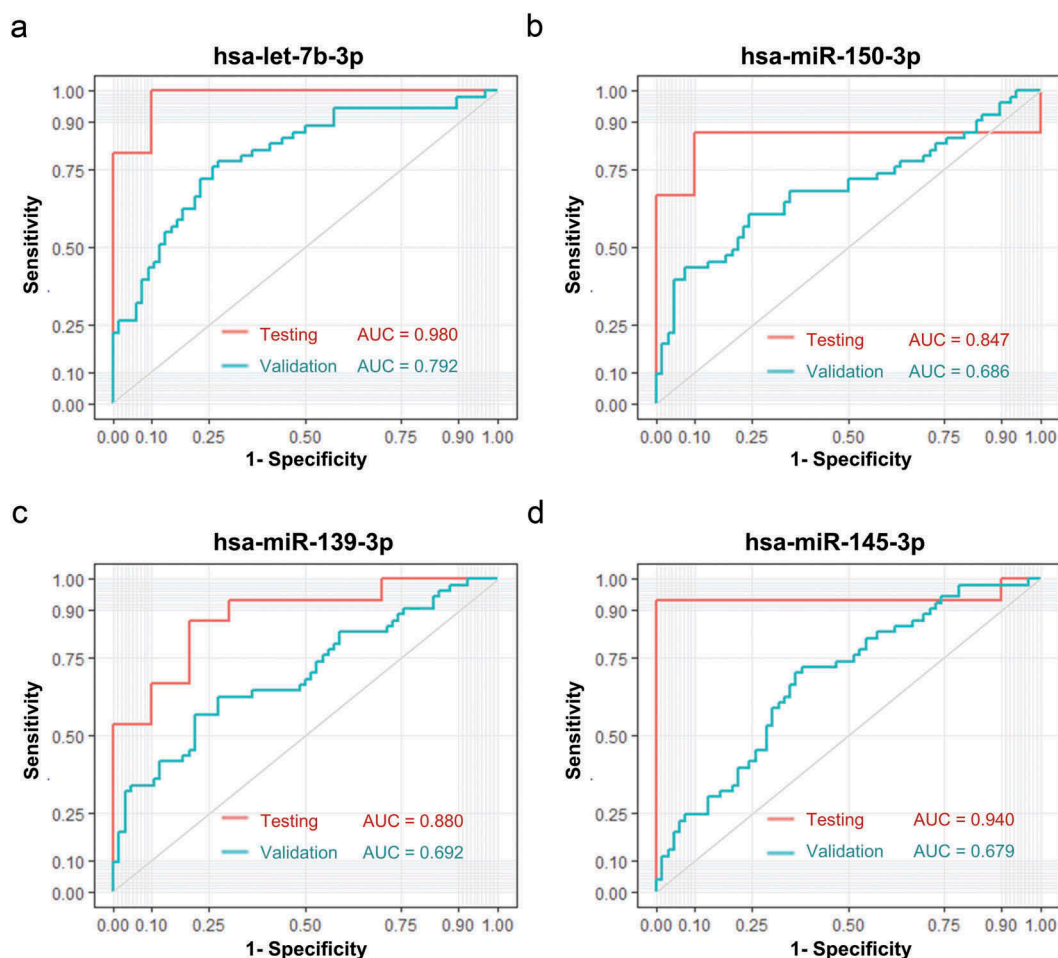 a
hsa-let-7b-3p
Sensitivity
1.00
0.90
0.75
0.50
0.25
0.10
0.00
Testing AUC = 0.980
Validation AUC = 0.792
0.00 0.10 0.25 0.50 0.75 0.90 1.00
1- Specificity
b
hsa-miR-150-3p
Sensitivity
1.00
0.90
0.75
0.50
0.25
0.10
0.00
Testing AUC = 0.847
Validation AUC = 0.686
0.00 0.10 0.25 0.50 0.75 0.90 1.00
1- Specificity
c
hsa-miR-139-3p
Sensitivity
1.00
0.90
0.75
0.50
0.25
0.10
0.00
Testing AUC = 0.880
Validation AUC = 0.692
0.00 0.10 0.25 0.50 0.75 0.90 1.00
1- Specificity
d
hsa-miR-145-3p
Sensitivity
1.00
0.90
0.75
0.50
0.25
0.10
0.00
Testing AUC = 0.940
Validation AUC = 0.679
0.00 0.10 0.25 0.50 0.75 0.90 1.00
1- Specificity